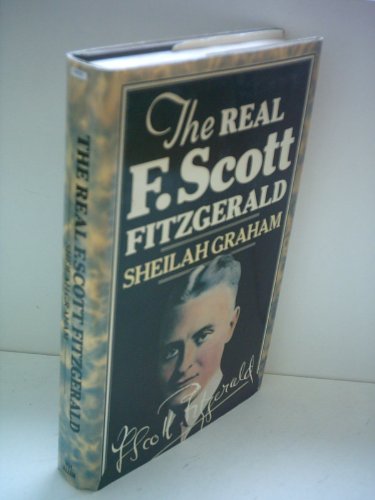 The REAL
F. Scott
FITZGERALD
SHEILAH GRAHAM
F Scott Fitzgerald
THE REAL F. SCOTT FITZGERALD
SHEILAH GRAHAM